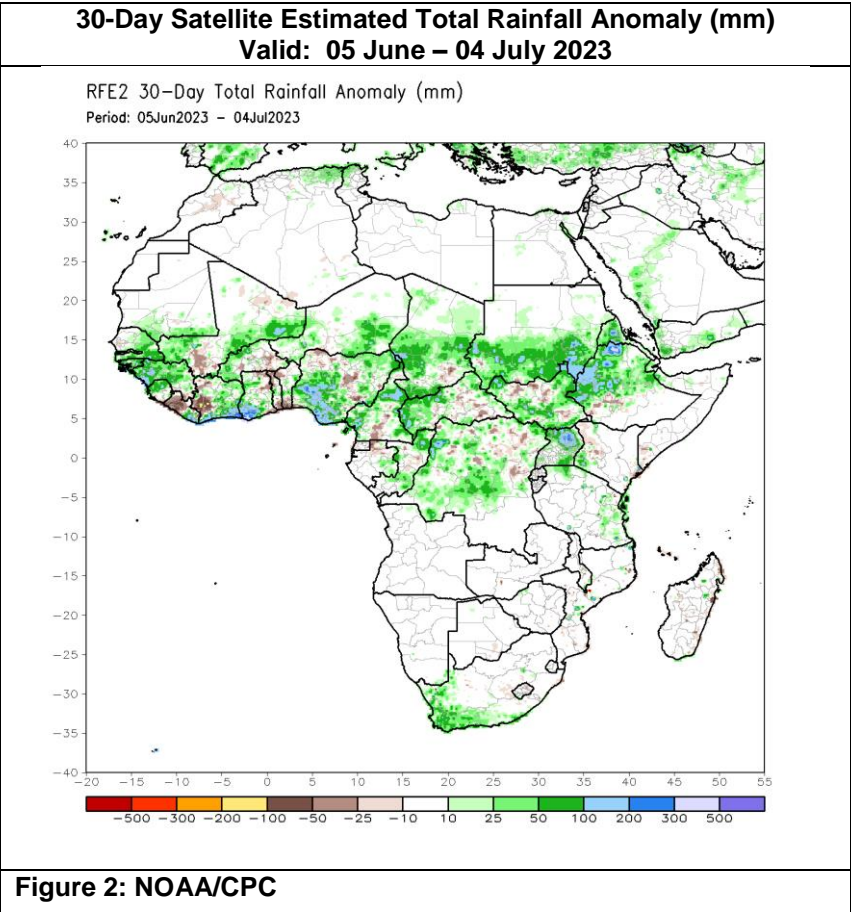 30-Day Satellite Estimated Total Rainfall Anomaly (mm)
Valid:  05 June – 04 July 2023
RFE2 30-Day Total Rainfall Anomaly (mm)
Period: 05Jun2023 - 04Jul2023
40
35
30
25
20
15
10
5
0
-5
-10
-15
-20
-25
-30
-35
-40
-20 -15 -10 -5 0 5 10 15 20 25 30 35 40 45 50 55
-500 -300 -200 -100 -50 -25 -10 10 25 50 100 200 300 500
Figure 2: NOAA/CPC